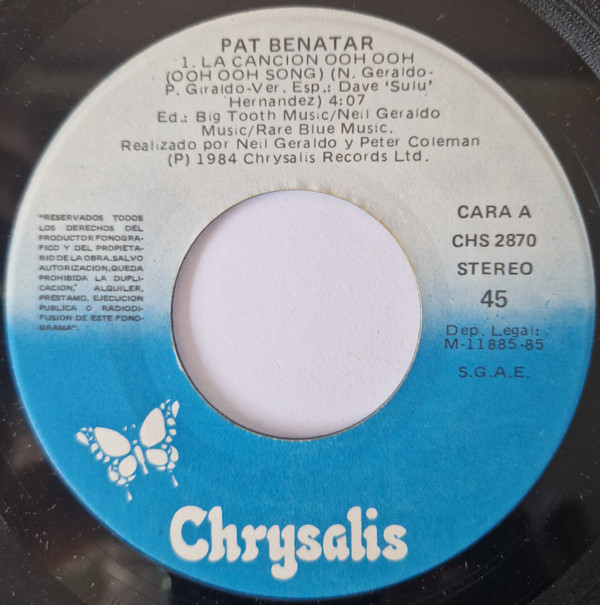 PAT BENATAR
1. LA CANCION OOH OOH
(OOH OOH SONG) (N. Geraldo-
P. Giraldo-Ver. Esp.: Dave 'Sulu'
Hernandez) 4:07
Ed.: Big Tooth Music/Neil Geraldo
Music/Rare Blue Music.
Realizado por Neil Geraldo y Peter Coleman
(P) 1984 Chrysalis Records Ltd.
"RESERVADOS TODOS
LOS DERECHOS DEL
PRODUCTOR FONOGRA-
FICO Y DEL PROPIETA-
RIO DE LA OBRA. SALVO
AUTORIZACION, QUEDA
PROHIBIDA LA DUPLI-
CACION, ALQUILER,
PRESTAMO, EJECUCION
PUBLICA O RADIODI-
FUSION DE ESTE FONO-
GRAMA".
CARA A
CHS 2870
STEREO
45
Dep. Legal:
M-11885-85
S.G.A.E.
Chrysalis